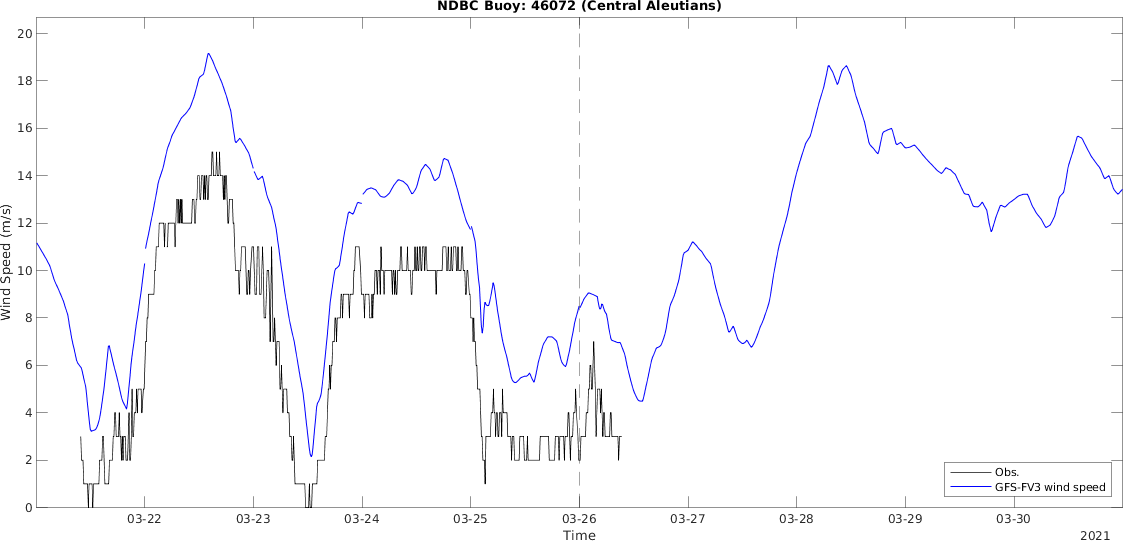 NDBC Buoy: 46072 (Central Aleutians)
20
18
16
14
12
10
8
6
4
2
0
Wind Speed (m/s)
03-22 03-23 03-24 03-25 03-26 03-27 03-28 03-29 03-30
Time
2021
Obs.
GFS-FV3 wind speed